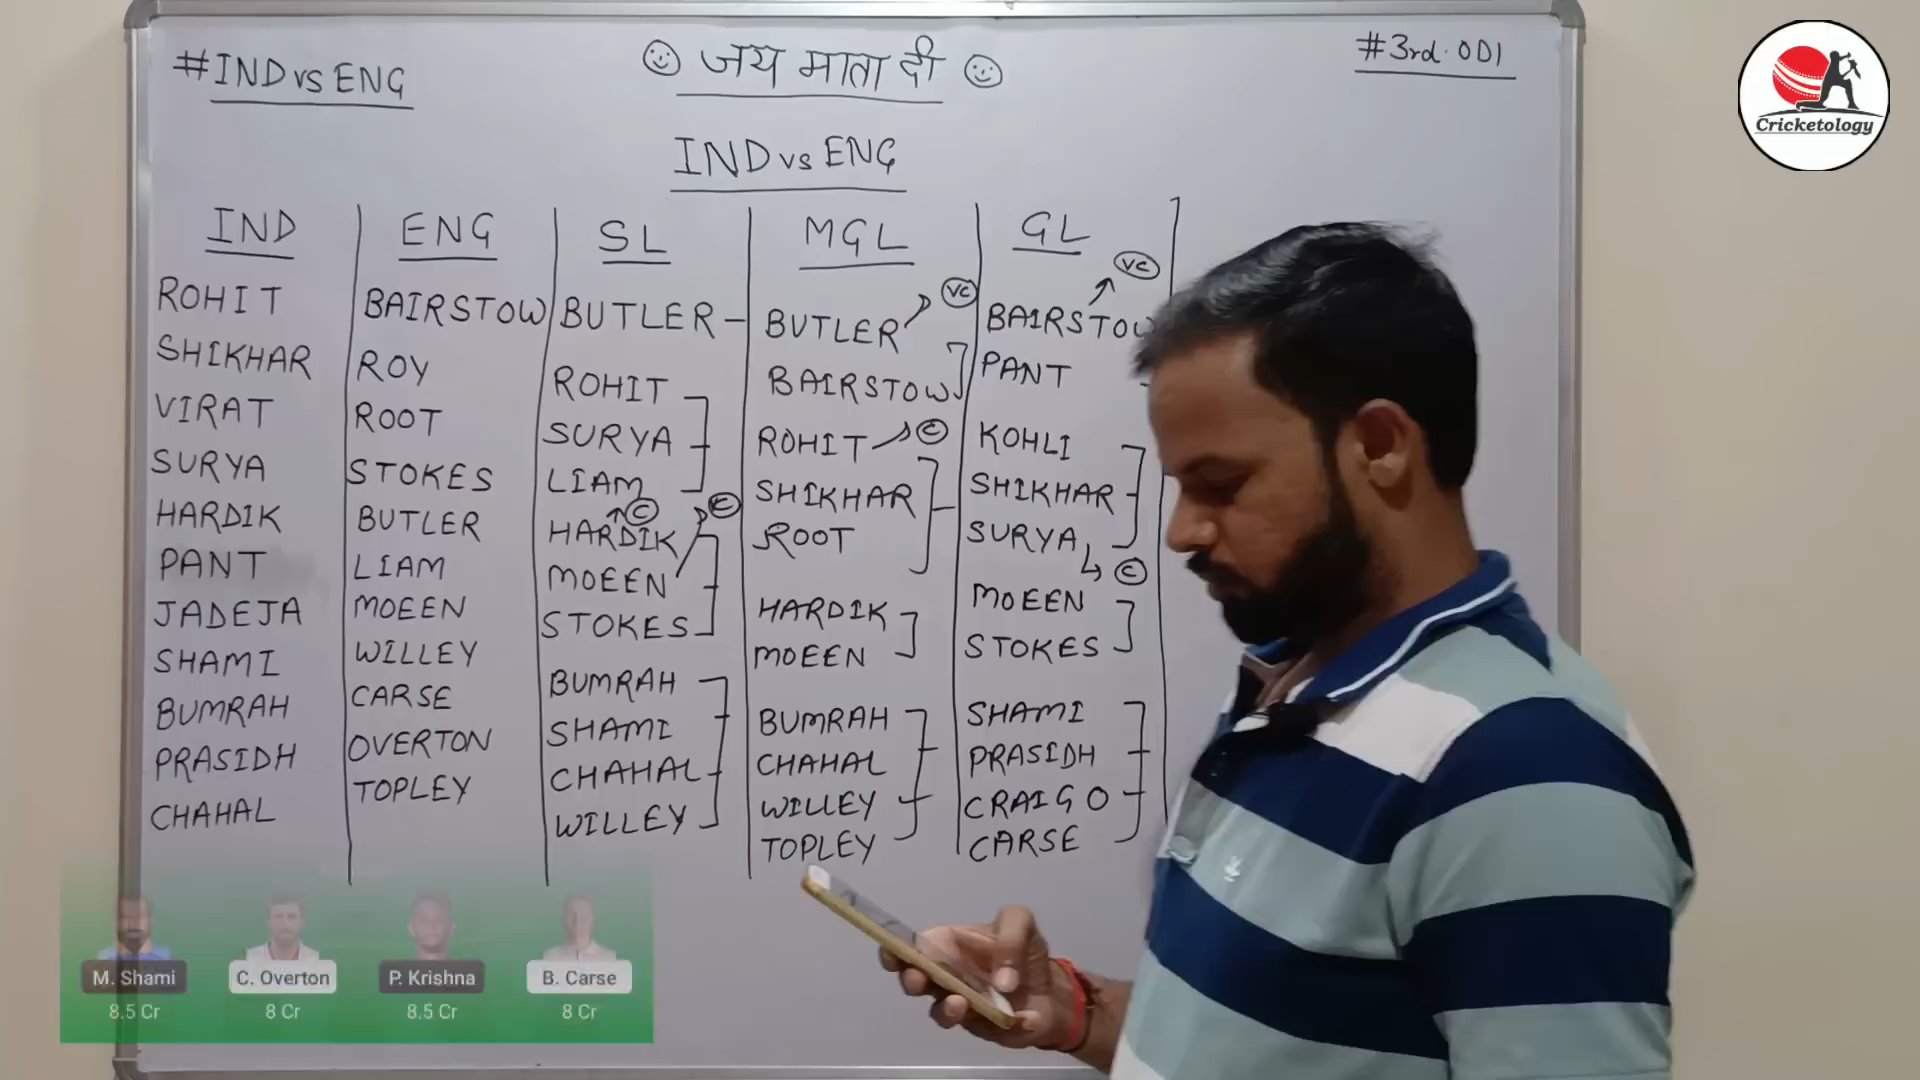 #IND vs ENG
☺ जय माता दी ☺
#3rd·ODI
Cricketology
IND vs ENG
IND
ROHIT
SHIKHAR
VIRAT
SURYA
HARDIK
PANT
JADEJA
SHAMI
BUMRAH
PRASIDH
CHAHAL
ENG
BAIRSTOW
ROY
ROOT
STOKES
BUTLER
LIAM
MOEEN
WILLEY
CARSE
OVERTON
TOPLEY
SL
BUTLER
ROHIT
SURYA
LIAM
C
C
HARDIK
MOEEN
STOKES
BUMRAH
SHAMI
CHAHAL
WILLEY
MGL
VC
BUTLER
BAIRSTOW
ROHIT C
SHIKHAR
ROOT
HARDIK
MOEEN
BUMRAH
CHAHAL
WILLEY
TOPLEY
GL
VC
BAIRSTOW
PANT
KOHLI
SHIKHAR
SURYA
C
MOEEN
STOKES
SHAMI
PRASIDH
CRAIG O
CARSE
M. Shami
8.5 Cr
C. Overton
8 Cr
P. Krishna
8.5 Cr
B. Carse
8 Cr